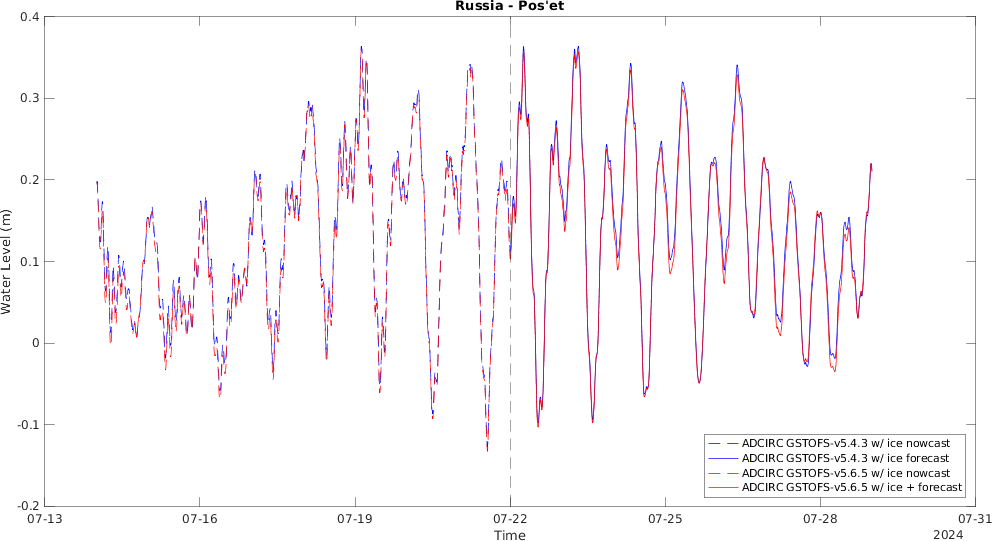 Russia - Pos'et
Water Level (m)
0.4
0.3
0.2
0.1
0
-0.1
-0.2
07-13
07-16
07-19
07-22
07-25
07-28
07-31
Time
2024
ADCIRC GSTOFS-v5.4.3 w/ ice nowcast
ADCIRC GSTOFS-v5.4.3 w/ ice forecast
ADCIRC GSTOFS-v5.6.5 w/ ice nowcast
ADCIRC GSTOFS-v5.6.5 w/ ice + forecast